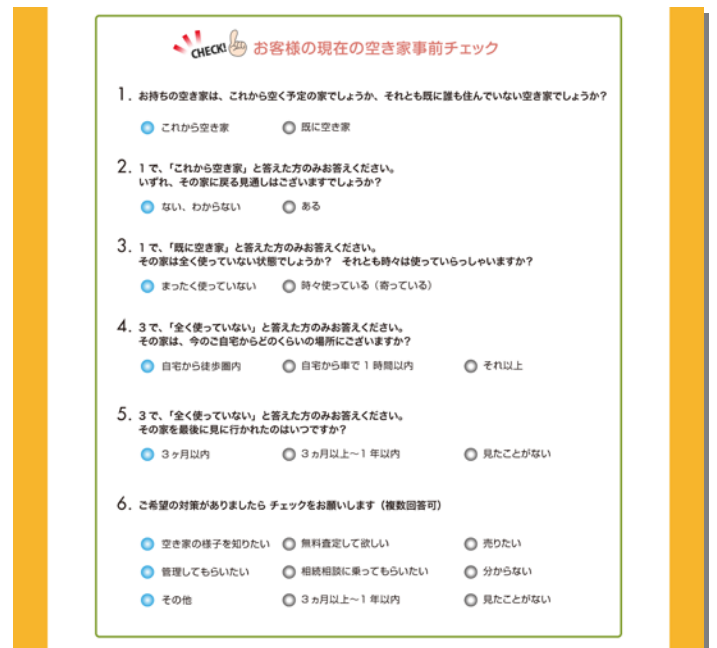 CHECK! お客様の現在の空き家事前チェック
1. お持ちの空き家は、これから空く予定の家でしょうか、それとも既に誰も住んでいない空き家でしょうか?
これから空き家 既に空き家
2. 1で、「これから空き家」と答えた方のみお答えください。
いずれ、その家に戻る見通しはございますでしょうか?
ない、わからない ある
3. 1で、「既に空き家」と答えた方のみお答えください。
その家は全く使っていない状態でしょうか? それとも時々は使っていらっしゃいますか?
まったく使っていない 時々使っている(寄っている)
4. 3で、「全く使っていない」と答えた方のみお答えください。
その家は、今のご自宅からどのくらいの場所にございますか?
自宅から徒歩圏内 自宅から車で1時間以内 それ以上
5. 3で、「全く使っていない」と答えた方のみお答えください。
その家を最後に見に行かれたのはいつですか?
3ヶ月以内 3ヵ月以上～1年以内 見たことがない
6. ご希望の対策がありましたら チェックをお願いします(複数回答可)
空き家の様子を知りたい 無料査定して欲しい 売りたい
管理してもらいたい 相続相談に乗ってもらいたい 分からない
その他 3ヵ月以上～1年以内 見たことがない